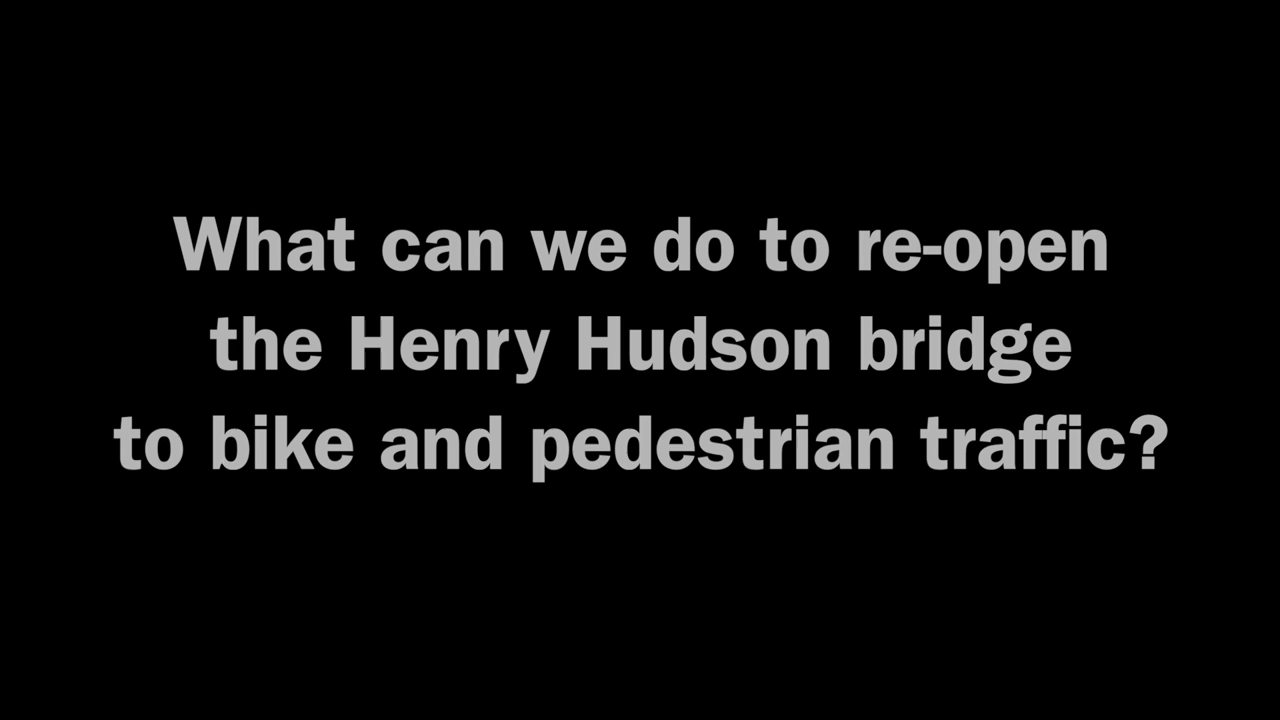 What can we do to re-open
the Henry Hudson bridge
to bike and pedestrian traffic?